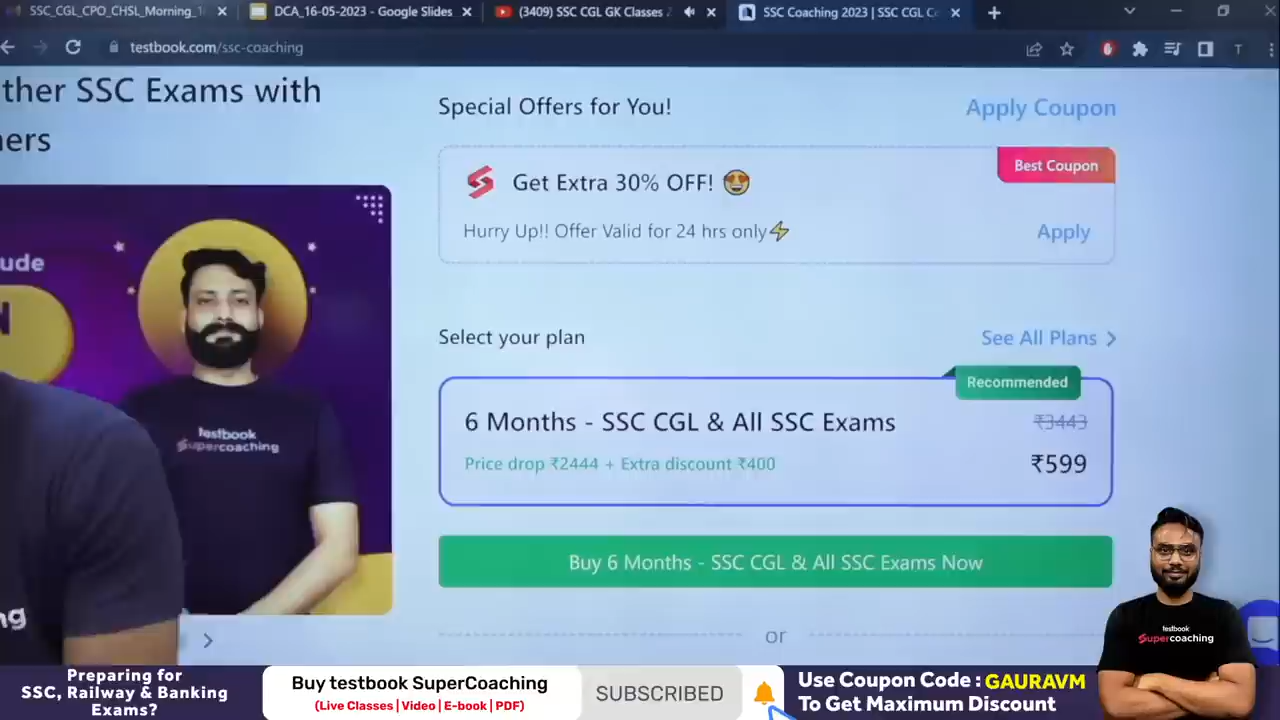 SSC_CGL_CPO_CHSL_Morning_1
DCA_16-05-2023 - Google Slides
(3409) SSC CGL GK Classes 2
SSC Coaching 2023 | SSC CGL Co
testbook.com/ssc-coaching
T
ther SSC Exams with
ners
Special Offers for You!
Apply Coupon
Best Coupon
Get Extra 30% OFF! 😍
Hurry Up!! Offer Valid for 24 hrs only⚡
Apply
ude
N
testbook
Supercoaching
ng
Select your plan
See All Plans >
Recommended
6 Months - SSC CGL & All SSC Exams
₹3443
Price drop ₹2444 + Extra discount ₹400
₹599
Buy 6 Months - SSC CGL & All SSC Exams Now
or
testbook
Supercoaching
Preparing for
SSC, Railway & Banking
Exams?
Buy testbook SuperCoaching
(Live Classes | Video | E-book | PDF)
SUBSCRIBED
Use Coupon Code : GAURAVM
To Get Maximum Discount